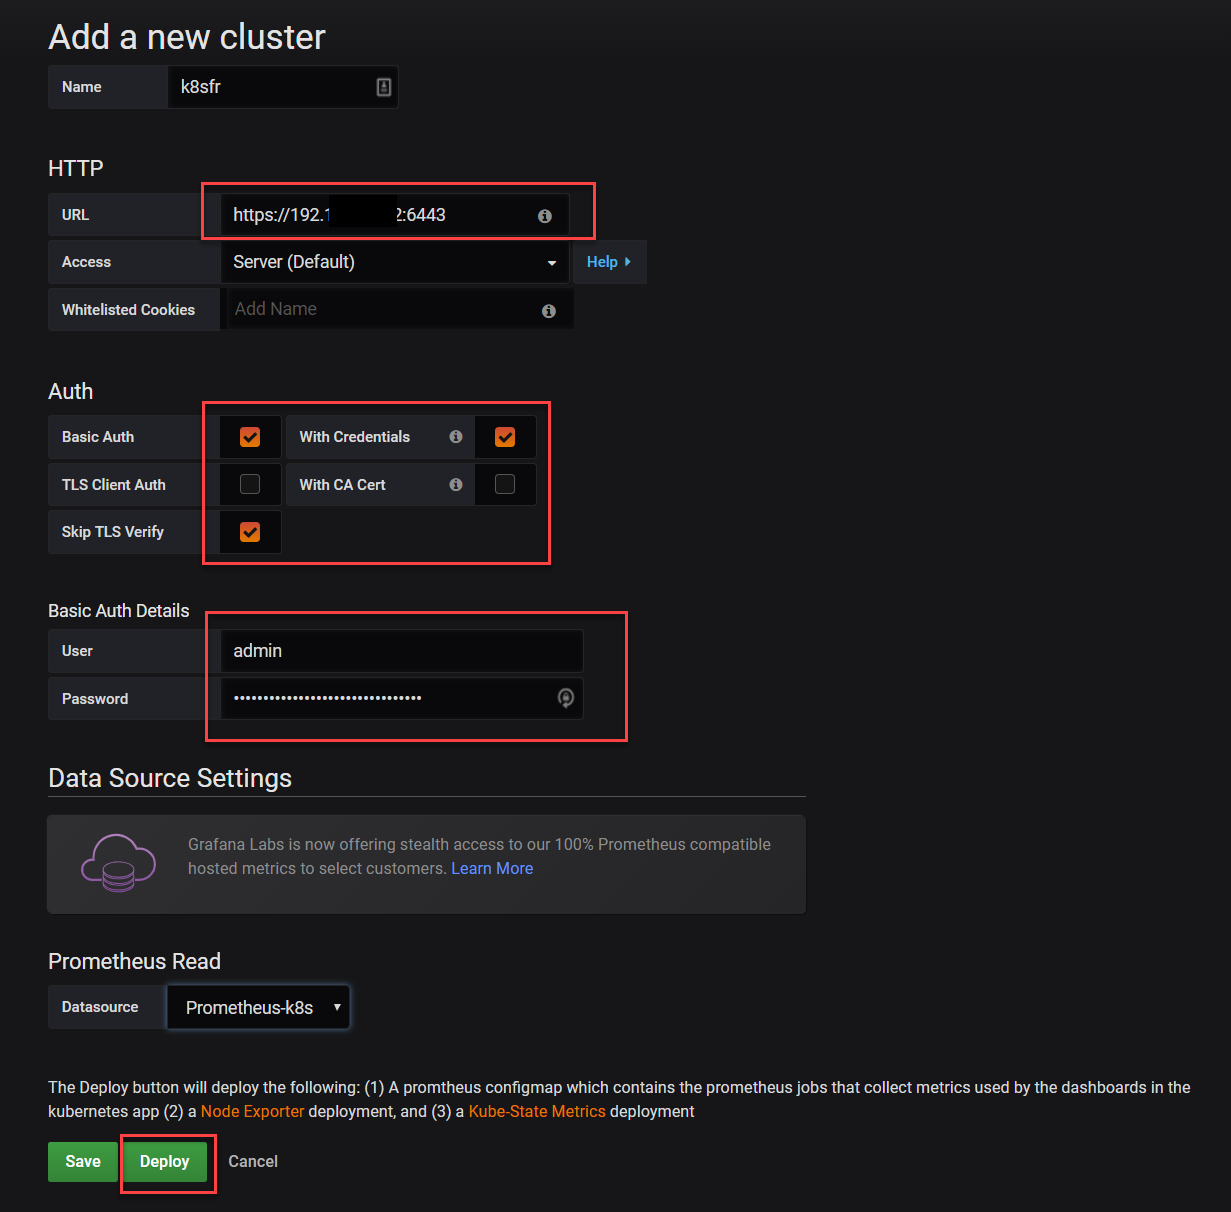 Add a new cluster
Name k8sfr
HTTP
URL https://192.1 2:6443
Access Server (Default) Help
Whitelisted Cookies Add Name
Auth
Basic Auth With Credentials
TLS Client Auth With CA Cert
Skip TLS Verify
Basic Auth Details
User admin
Password ••••••••••••••••••••••••••••••••
Data Source Settings
Grafana Labs is now offering stealth access to our 100% Prometheus compatible
hosted metrics to select customers. Learn More
Prometheus Read
Datasource Prometheus-k8s
The Deploy button will deploy the following: (1) A promtheus configmap which contains the prometheus jobs that collect metrics used by the dashboards in the
kubernetes app (2) a Node Exporter deployment, and (3) a Kube-State Metrics deployment
Save Deploy Cancel